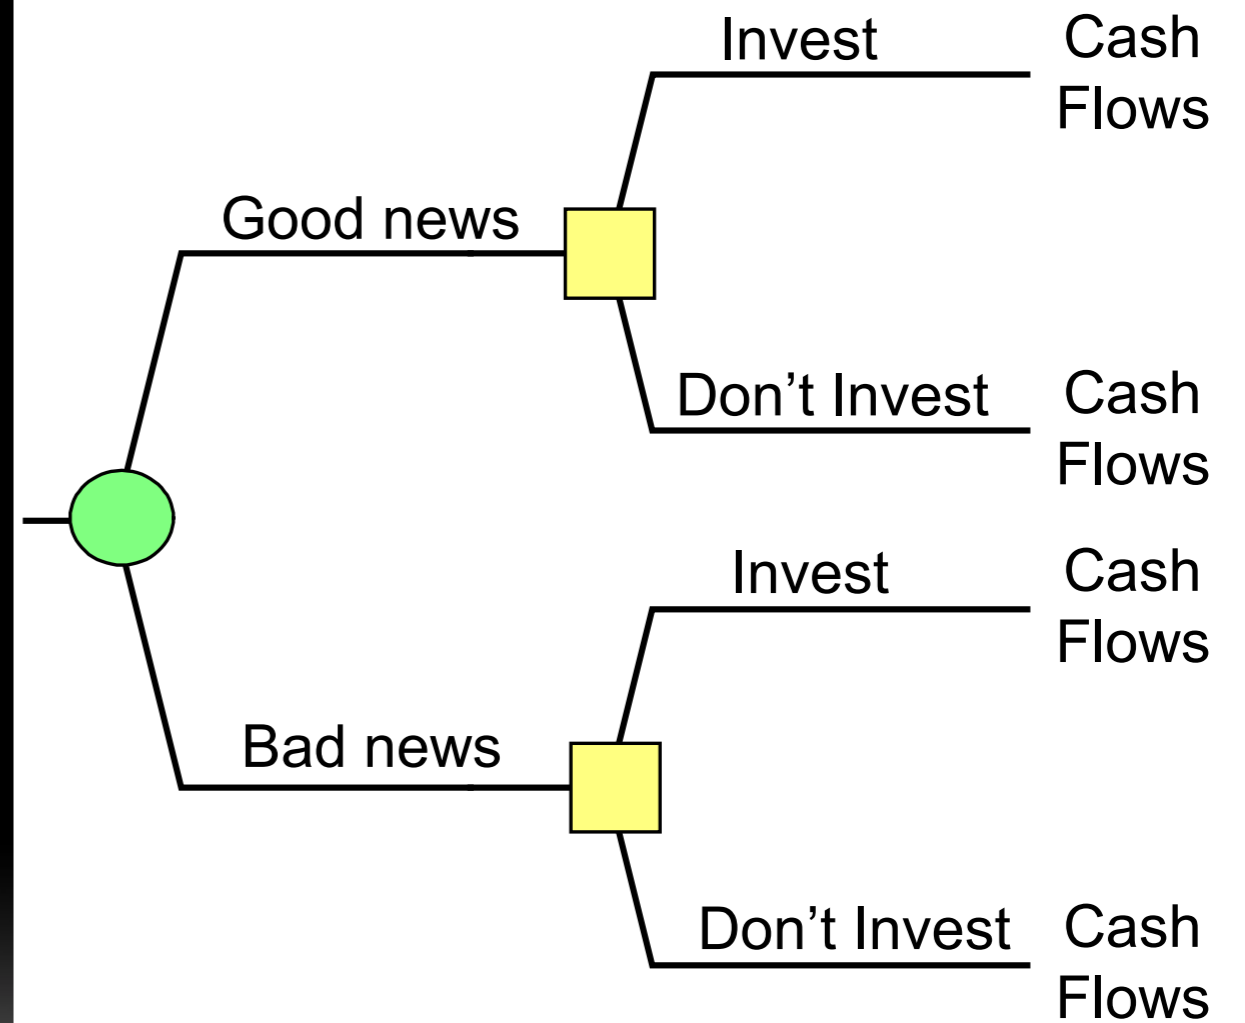 Invest
Cash
Flows
Good news
Don’t Invest
Cash
Flows
Invest
Cash
Flows
Bad news
Don’t Invest
Cash
Flows